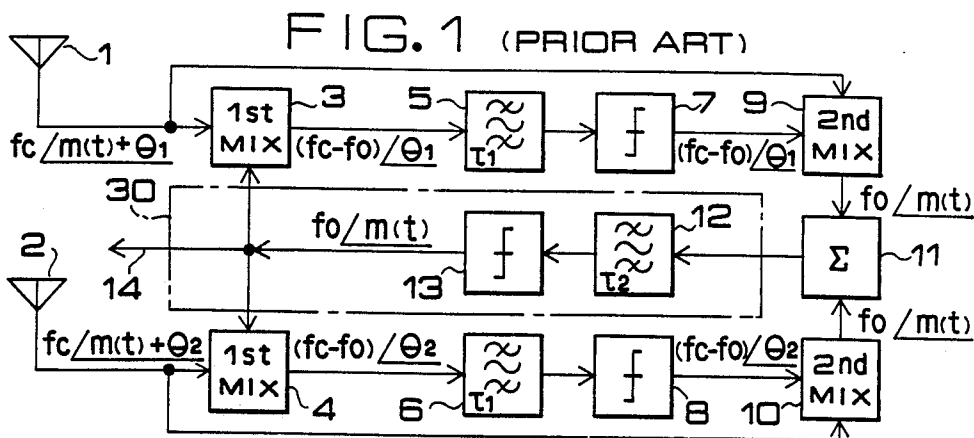 FIG. 1 (PRIOR ART)
1
3
5
7
9
1st MIX
τ1
2nd MIX
fc/m(t)+θ1
(fc-fo)/θ1
(fc-fo)/θ1
fo/m(t)
30
fo/m(t)
12
2
14
13
τ2
Σ
11
fc/m(t)+θ2
(fc-fo)/θ2
(fc-fo)/θ2
fo/m(t)
1st MIX
τ1
2nd MIX
4
6
8
10